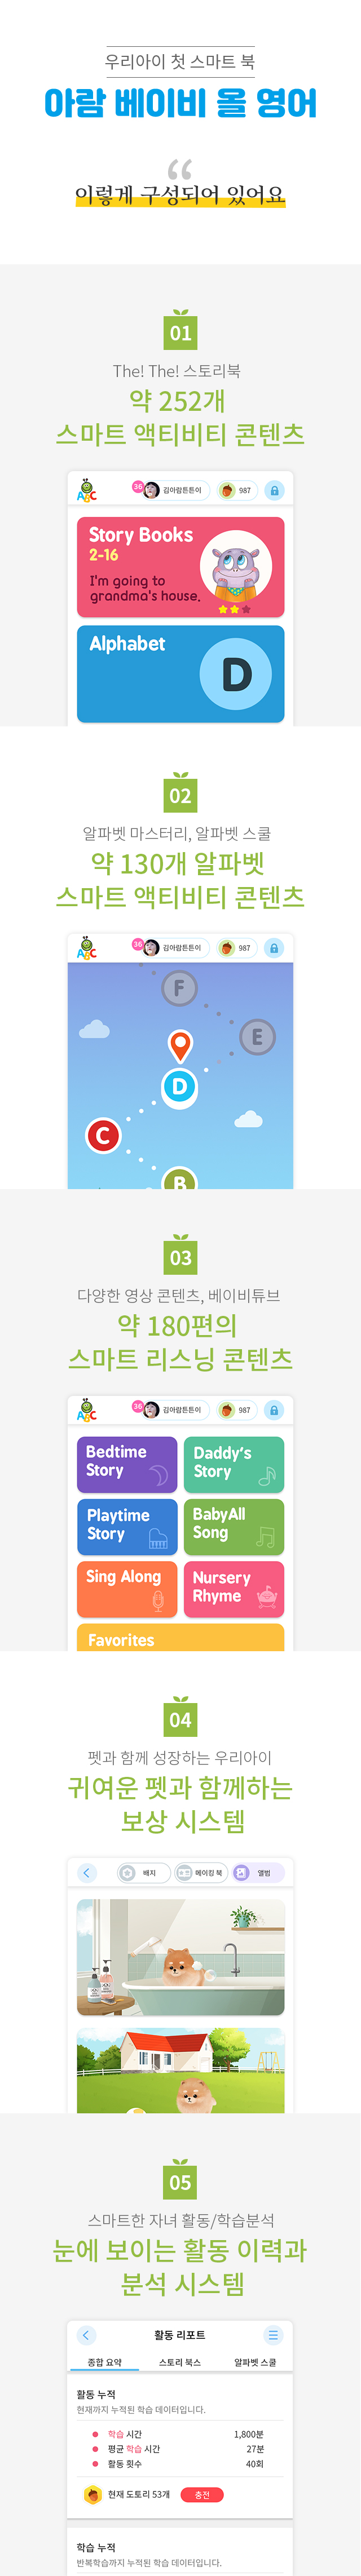 우리아이 첫 스마트 북
아람 베이비 올 영어
“
이렇게 구성되어 있어요
01
The! The! 스토리북
약 252개
스마트 액티비티 콘텐츠
ABC
36
김아람튼튼이
987
Story Books
2-16
I'm going to
grandma's house.
Alphabet
D
02
알파벳 마스터리, 알파벳 스쿨
약 130개 알파벳
스마트 액티비티 콘텐츠
ABC
36
김아람튼튼이
987
F
E
D
C
B
03
다양한 영상 콘텐츠, 베이비튜브
약 180편의
스마트 리스닝 콘텐츠
ABC
36
김아람튼튼이
987
Bedtime
Story
Daddy's
Story
Playtime
Story
BabyAll
Song
Sing Along
Nursery
Rhyme
Favorites
04
펫과 함께 성장하는 우리아이
귀여운 펫과 함께하는
보상 시스템
배지
메이킹 북
앨범
05
스마트한 자녀 활동/학습분석
눈에 보이는 활동 이력과
분석 시스템
활동 리포트
종합 요약
스토리 북스
알파벳 스쿨
활동 누적
현재까지 누적된 학습 데이터입니다.
학습 시간 1,800분
평균 학습 시간 27분
활동 횟수 40회
현재 도토리 53개
충전
학습 누적
반복학습까지 누적된 학습 데이터입니다.